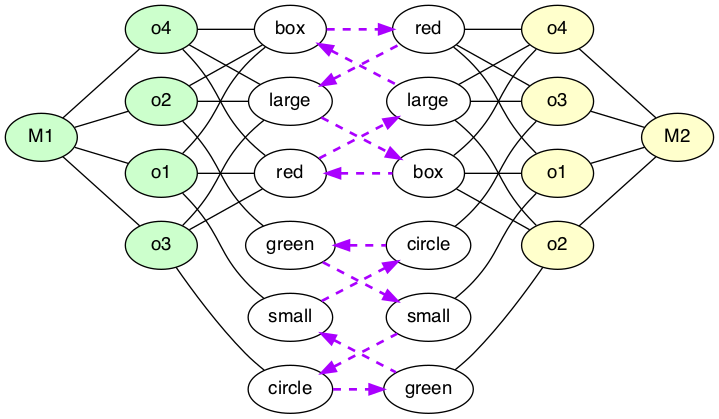 o4 box red o4
o2 large large o3
M1 M2
o1 red box o1
o3 green circle o2
small small
circle green